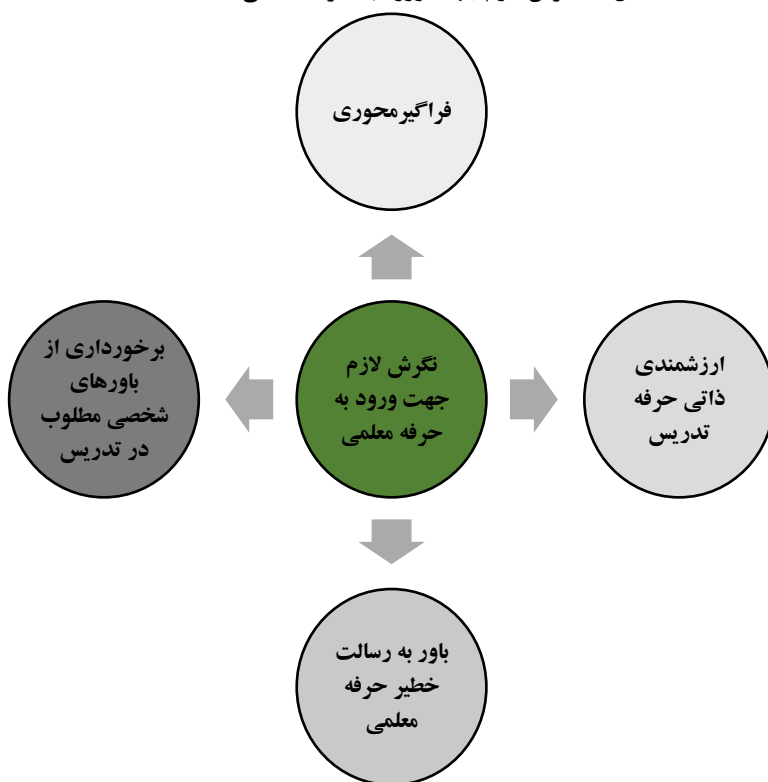 فراگیرمحوری
ارزشمندی
ذاتی حرفه
تدریس
نگرش لازم
جهت ورود به
حرفه معلمی
برخورداری از
باورهای
شخصی مطلوب
در تدریس
باور به رسالت
خطیر حرفه
معلمی